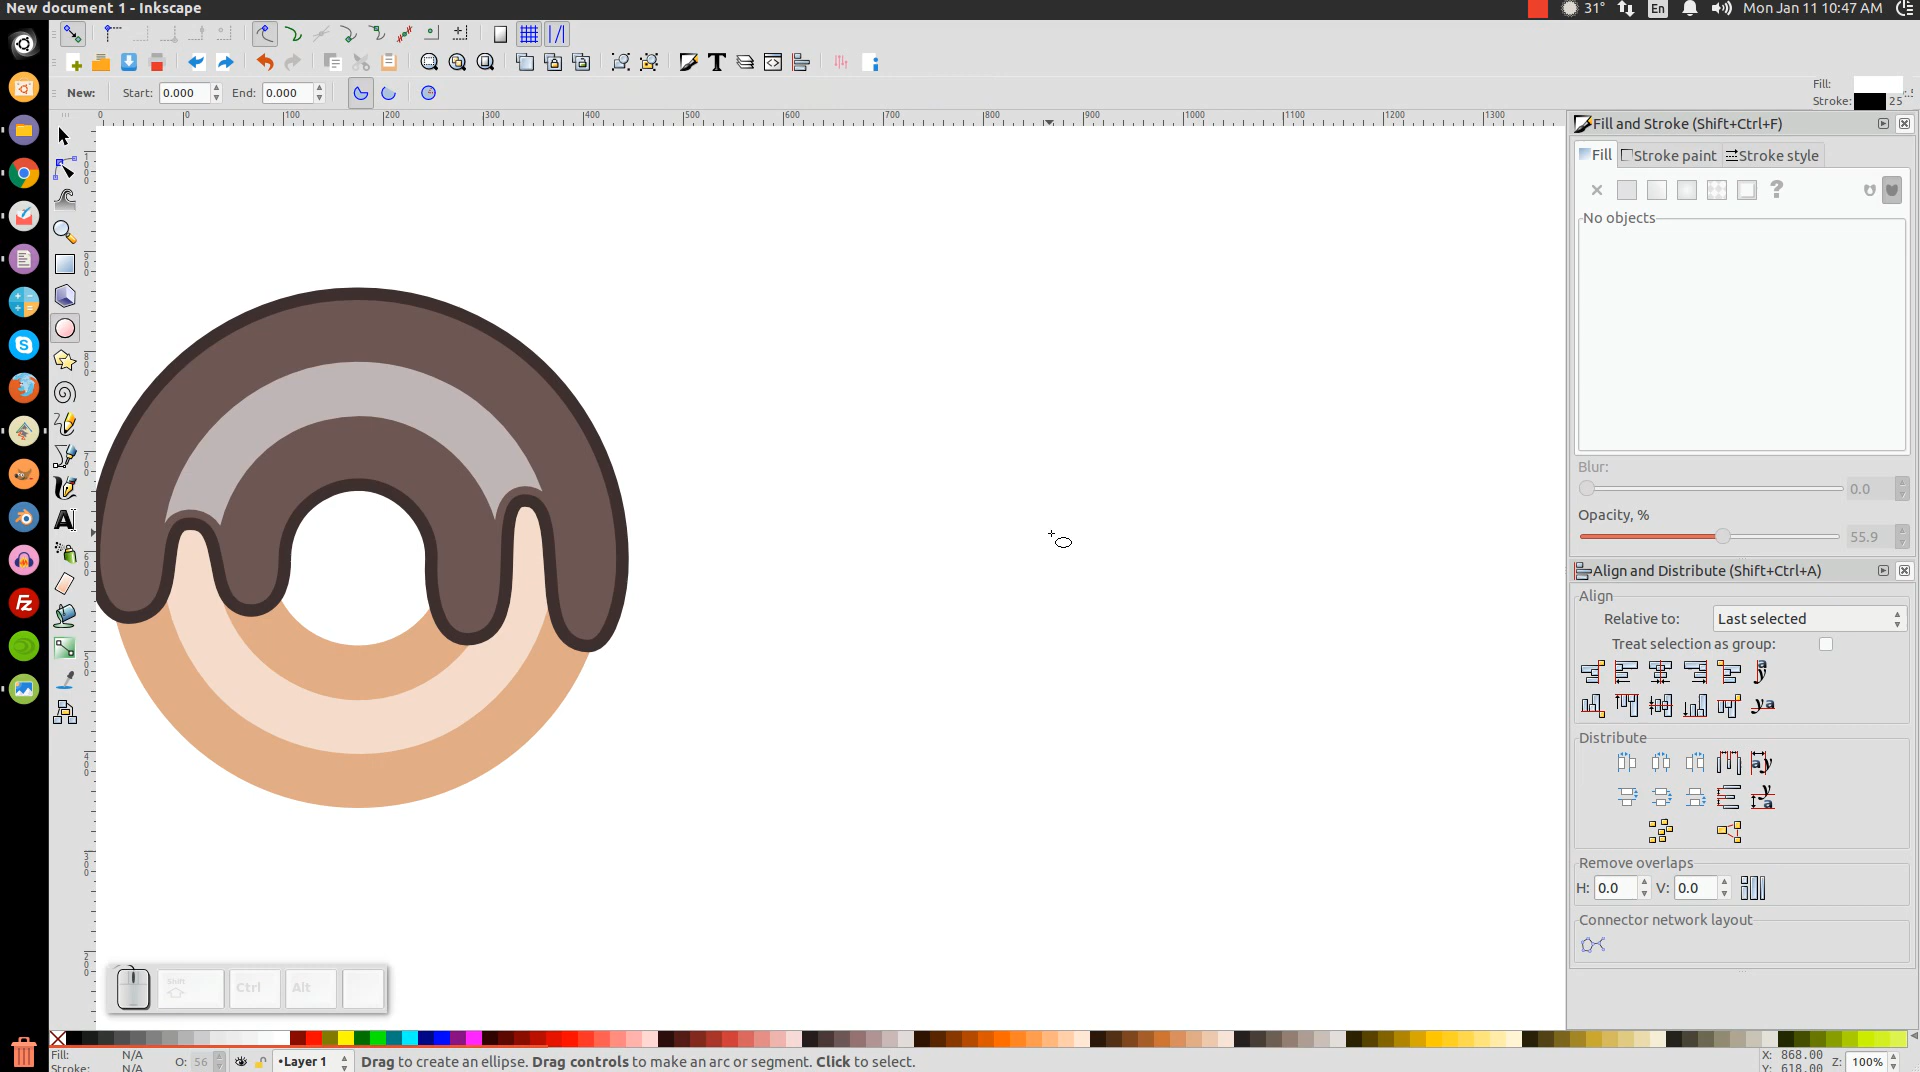 New document 1 - Inkscape
31° En Mon Jan 11 10:47 AM
New: Start: 0.000 End: 0.000
Fill:
Stroke: 25
0 0 100 200 300 400 500 600 700 800 900 1000 1100 1200 1300
Fill and Stroke (Shift+Ctrl+F)
Fill Stroke paint Stroke style
No objects
Blur:
0.0
Opacity, %
55.9
Align and Distribute (Shift+Ctrl+A)
Align
Relative to: Last selected
Treat selection as group:
Distribute
Remove overlaps
H: 0.0 V: 0.0
Connector network layout
Shift Ctrl Alt
Fill: N/A O: 56 •Layer 1 Drag to create an ellipse. Drag controls to make an arc or segment. Click to select. X: 868.00 Z: 100%
Stroke: N/A Y: 618.00